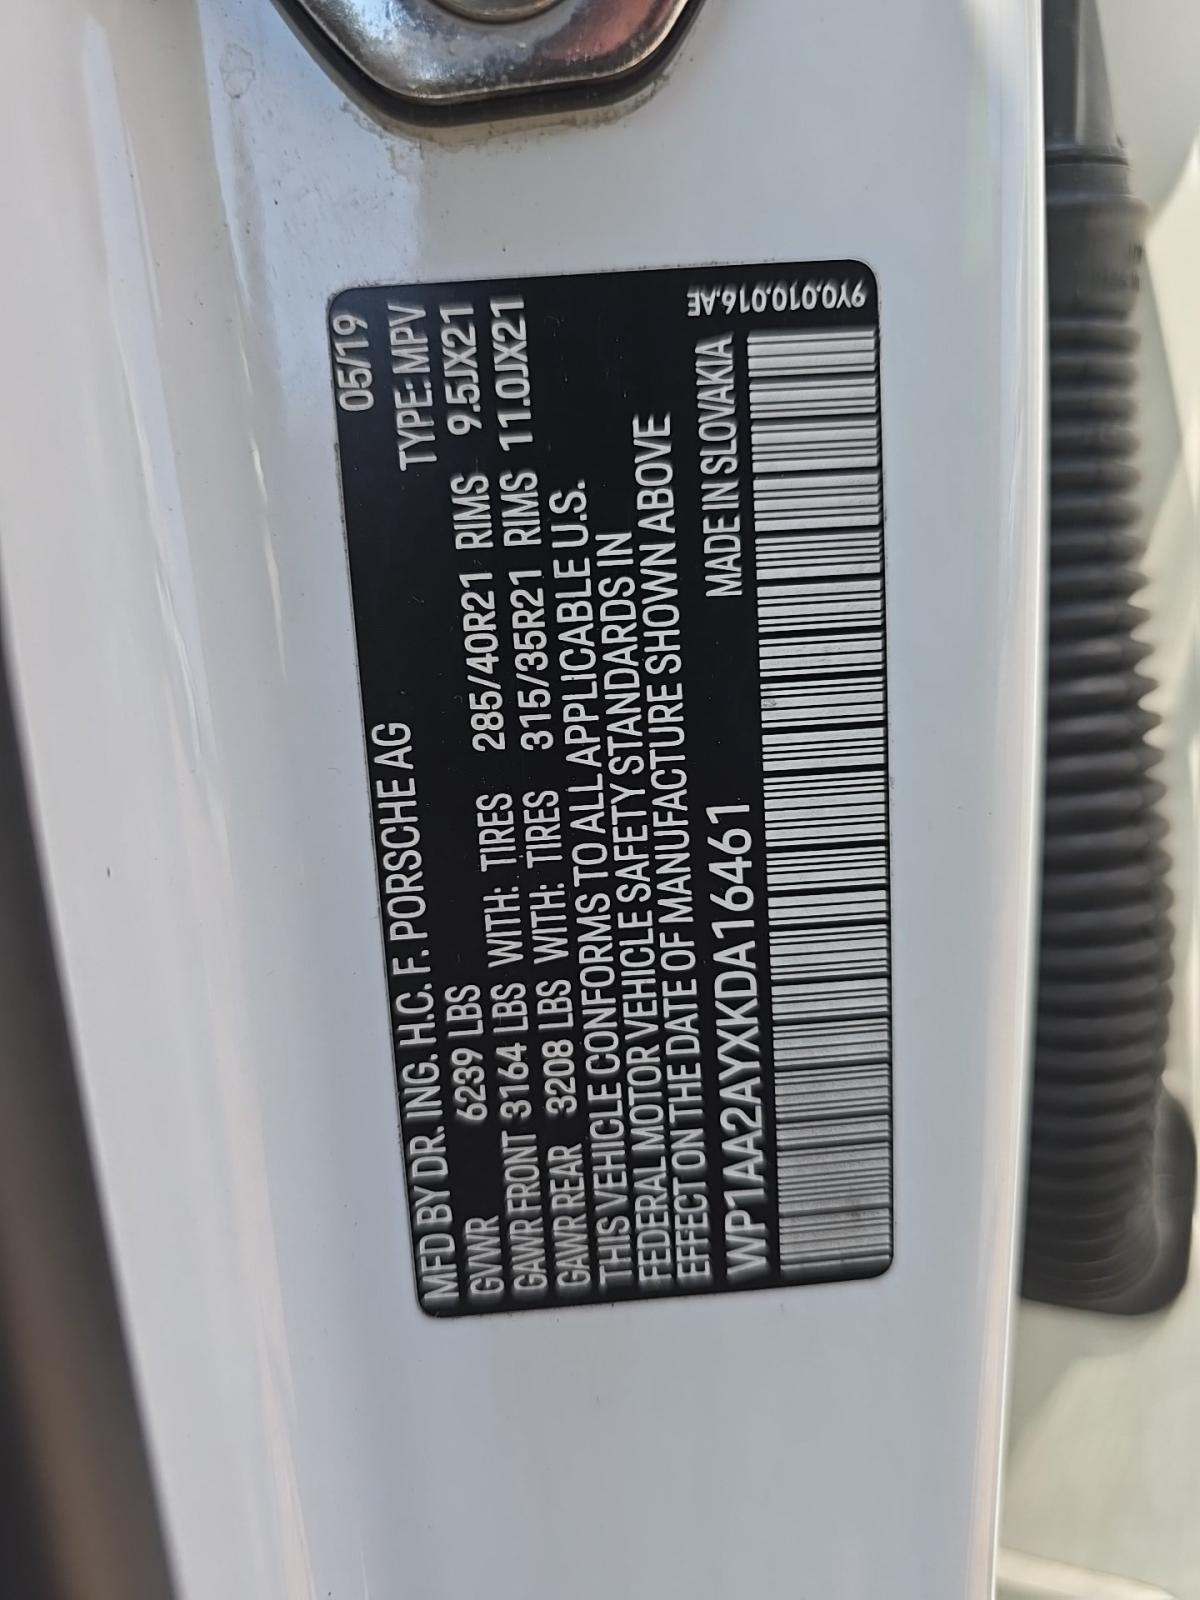 05/19
MFD BY DR. ING. H.C. F. PORSCHE AG TYPE: MPV
GVWR 6239 LBS
GAWR FRONT 3164 LBS WITH: TIRES 285/40R21 RIMS 9.5JX21
GAWR REAR 3208 LBS WITH: TIRES 315/35R21 RIMS 11.0JX21
THIS VEHICLE CONFORMS TO ALL APPLICABLE U.S.
FEDERAL MOTOR VEHICLE SAFETY STANDARDS IN
EFFECT ON THE DATE OF MANUFACTURE SHOWN ABOVE
WP1AA2AYXKDA16461 MADE IN SLOVAKIA
9Y0.010.016.AE